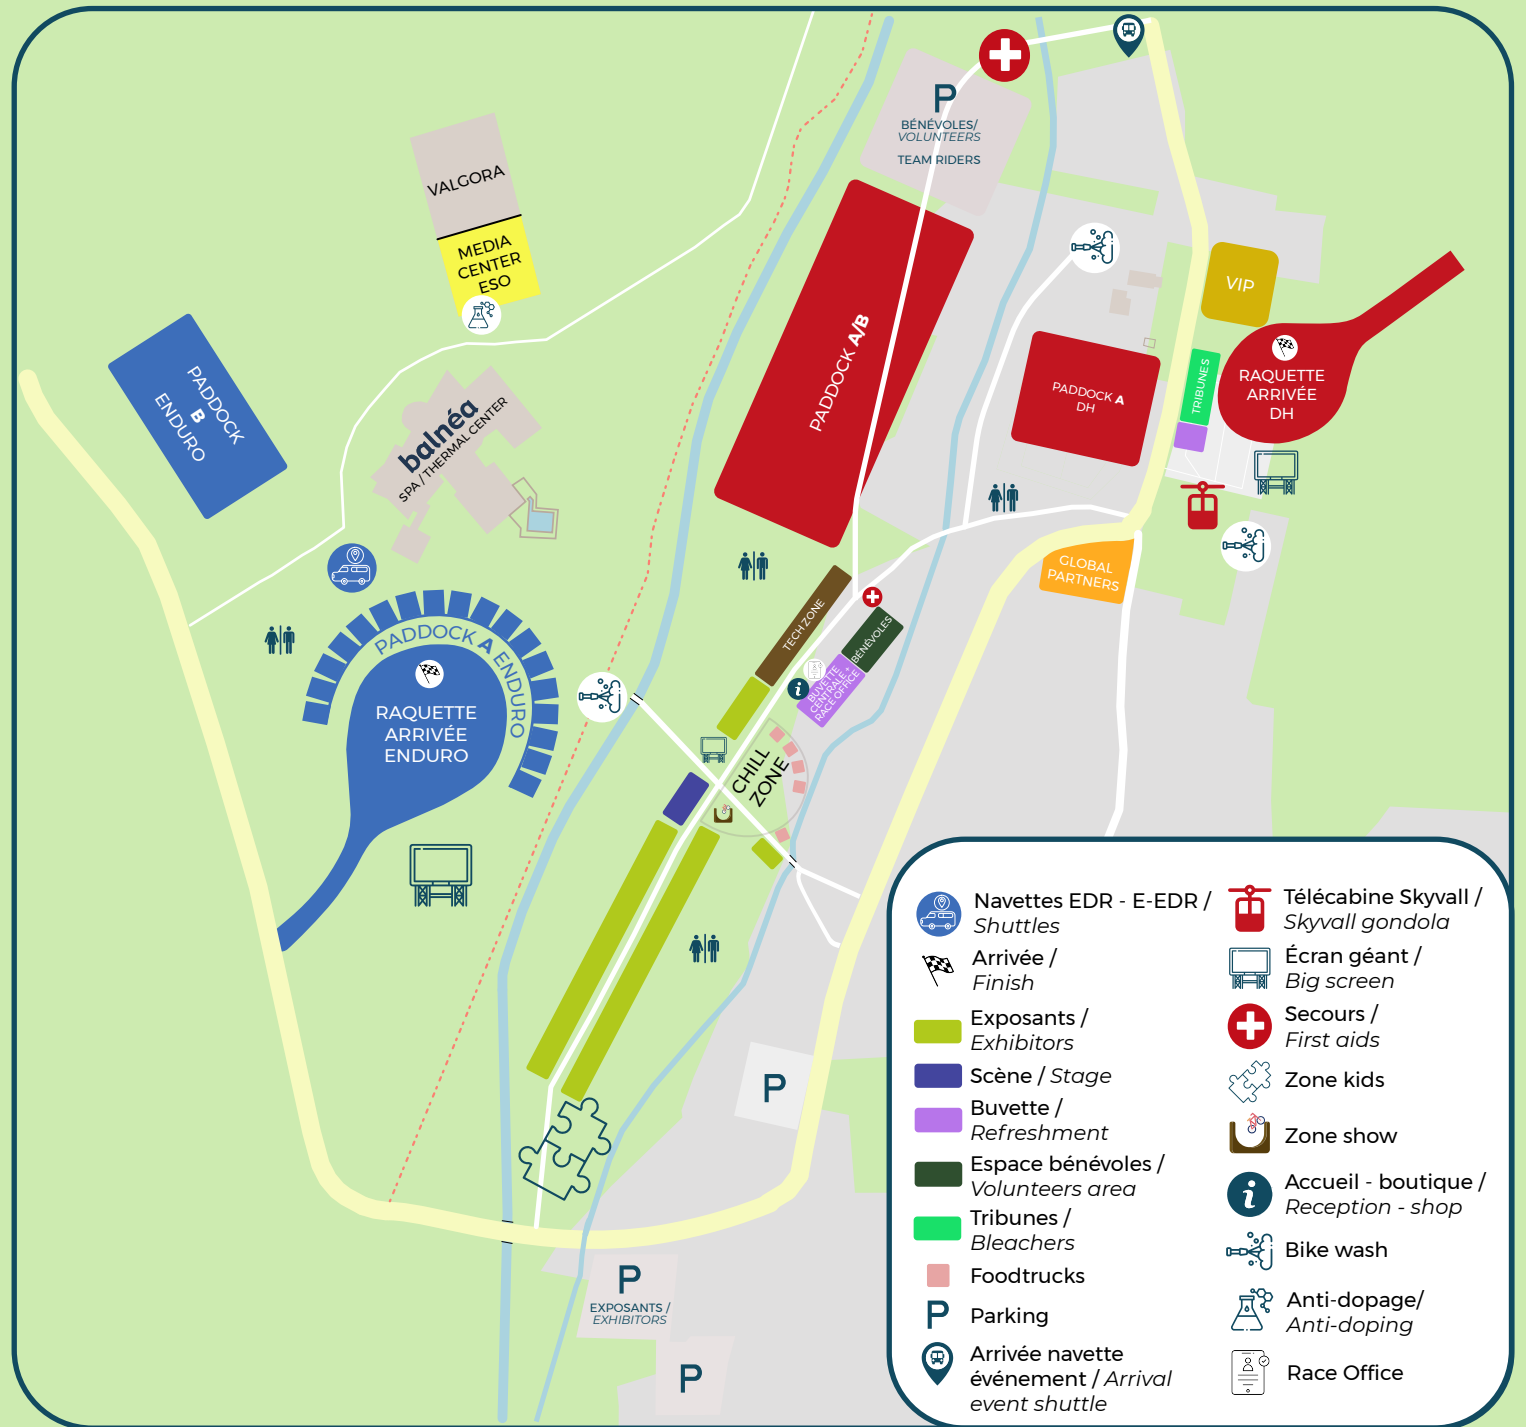 P
BÉNÉVOLES/
VOLUNTEERS
TEAM RIDERS
VALGORA
MEDIA
CENTER
ESO
PADDOCK
B
ENDURO
balnéa
SPA / THERMAL CENTER
PADDOCK A/B
PADDOCK A
DH
VIP
TRIBUNES
RAQUETTE
ARRIVÉE
DH
GLOBAL
PARTNERS
TECH ZONE
BÉNÉVOLES
BUVETTE
CENTRALE +
RACE OFFICE
i
PADDOCK A ENDURO
RAQUETTE
ARRIVÉE
ENDURO
CHILL
ZONE
P
P
EXPOSANTS /
EXHIBITORS
P
Navettes EDR - E-EDR /
Shuttles
Arrivée /
Finish
Exposants /
Exhibitors
Scène / Stage
Buvette /
Refreshment
Espace bénévoles /
Volunteers area
Tribunes /
Bleachers
Foodtrucks
P
Parking
Arrivée navette
événement / Arrival
event shuttle
Télécabine Skyvall /
Skyvall gondola
Écran géant /
Big screen
Secours /
First aids
Zone kids
Zone show
i
Accueil - boutique /
Reception - shop
Bike wash
Anti-dopage/
Anti-doping
Race Office